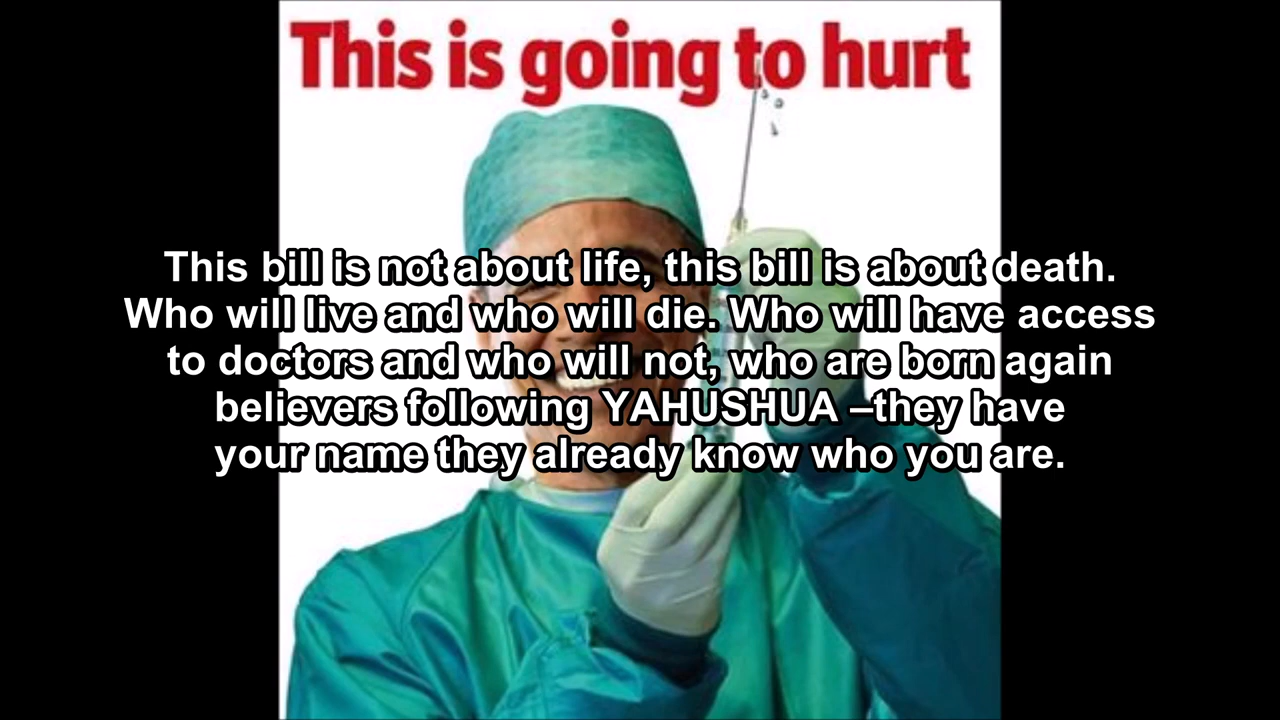 This is going to hurt
This bill is not about life, this bill is about death.
Who will live and who will die. Who will have access
to doctors and who will not, who are born again
believers following YAHUSHUA –they have
your name they already know who you are.